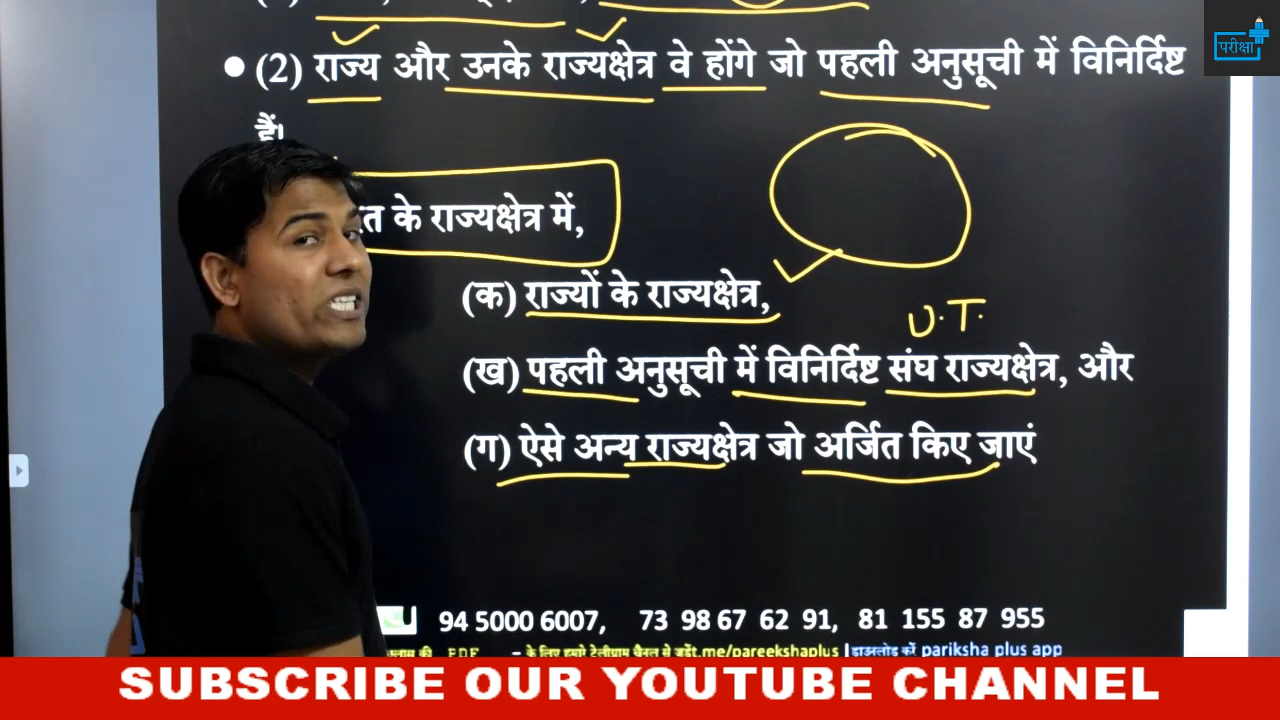 परीक्षा
(2) राज्य और उनके राज्यक्षेत्र वे होंगे जो पहली अनुसूची में विनिर्दिष्ट
हैं।
के राज्यक्षेत्र में,
(क) राज्यों के राज्यक्षेत्र,
U.T.
(ख) पहली अनुसूची में विनिर्दिष्ट संघ राज्यक्षेत्र, और
(ग) ऐसे अन्य राज्यक्षेत्र जो अर्जित किए जाएं
94 5000 6007, 73 98 67 62 91, 81 155 87 955
क्लास की PDF - के लिए हमारे टेलीग्राम चैनल से जुड़ें t.me/pareekshaplus | डाउनलोड करें pariksha plus app
SUBSCRIBE OUR YOUTUBE CHANNEL